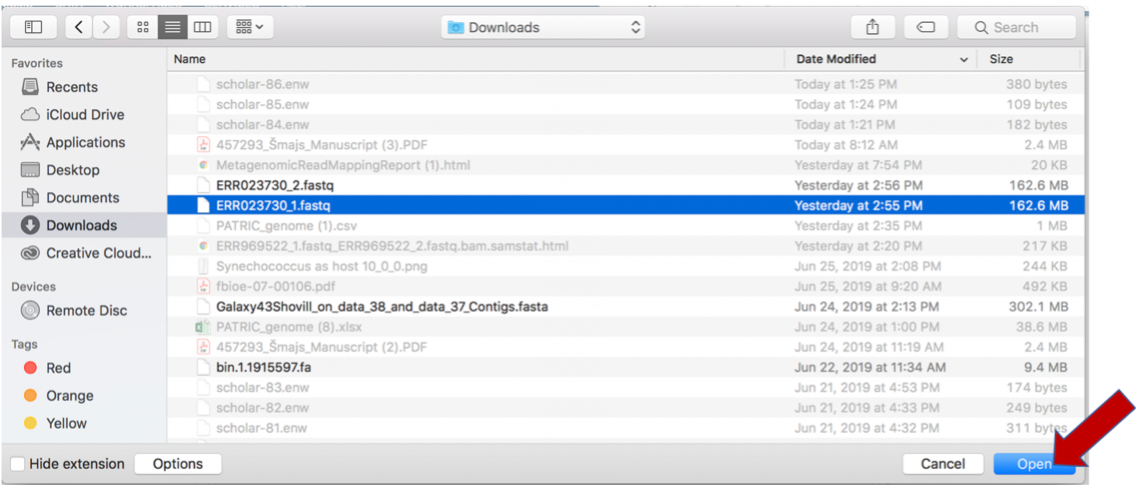 Downloads
Search
Favorites
Recents
iCloud Drive
Applications
Desktop
Documents
Downloads
Creative Cloud...
Devices
Remote Disc
Tags
Red
Orange
Yellow
Name Date Modified Size
scholar-86.enw Today at 1:25 PM 380 bytes
scholar-85.enw Today at 1:24 PM 109 bytes
scholar-84.enw Today at 1:21 PM 182 bytes
457293_Šmajs_Manuscript (3).PDF Today at 8:12 AM 2.4 MB
MetagenomicReadMappingReport (1).html Yesterday at 7:54 PM 20 KB
ERR023730_2.fastq Yesterday at 2:56 PM 162.6 MB
ERR023730_1.fastq Yesterday at 2:55 PM 162.6 MB
PATRIC_genome (1).csv Yesterday at 2:35 PM 1 MB
ERR969522_1.fastq_ERR969522_2.fastq.bam.samstat.html Yesterday at 2:20 PM 217 KB
Synechococcus as host 10_0_0.png Jun 25, 2019 at 2:08 PM 244 KB
fbioe-07-00106.pdf Jun 25, 2019 at 9:20 AM 492 KB
Galaxy43Shovill_on_data_38_and_data_37_Contigs.fasta Jun 24, 2019 at 2:13 PM 302.1 MB
PATRIC_genome (8).xlsx Jun 24, 2019 at 1:00 PM 38.6 MB
457293_Šmajs_Manuscript (2).PDF Jun 24, 2019 at 11:19 AM 2.4 MB
bin.1.1915597.fa Jun 22, 2019 at 11:34 AM 9.4 MB
scholar-83.enw Jun 21, 2019 at 4:53 PM 174 bytes
scholar-82.enw Jun 21, 2019 at 4:33 PM 249 bytes
scholar-81.enw Jun 21, 2019 at 4:32 PM 311 bytes
Hide extension Options Cancel Open